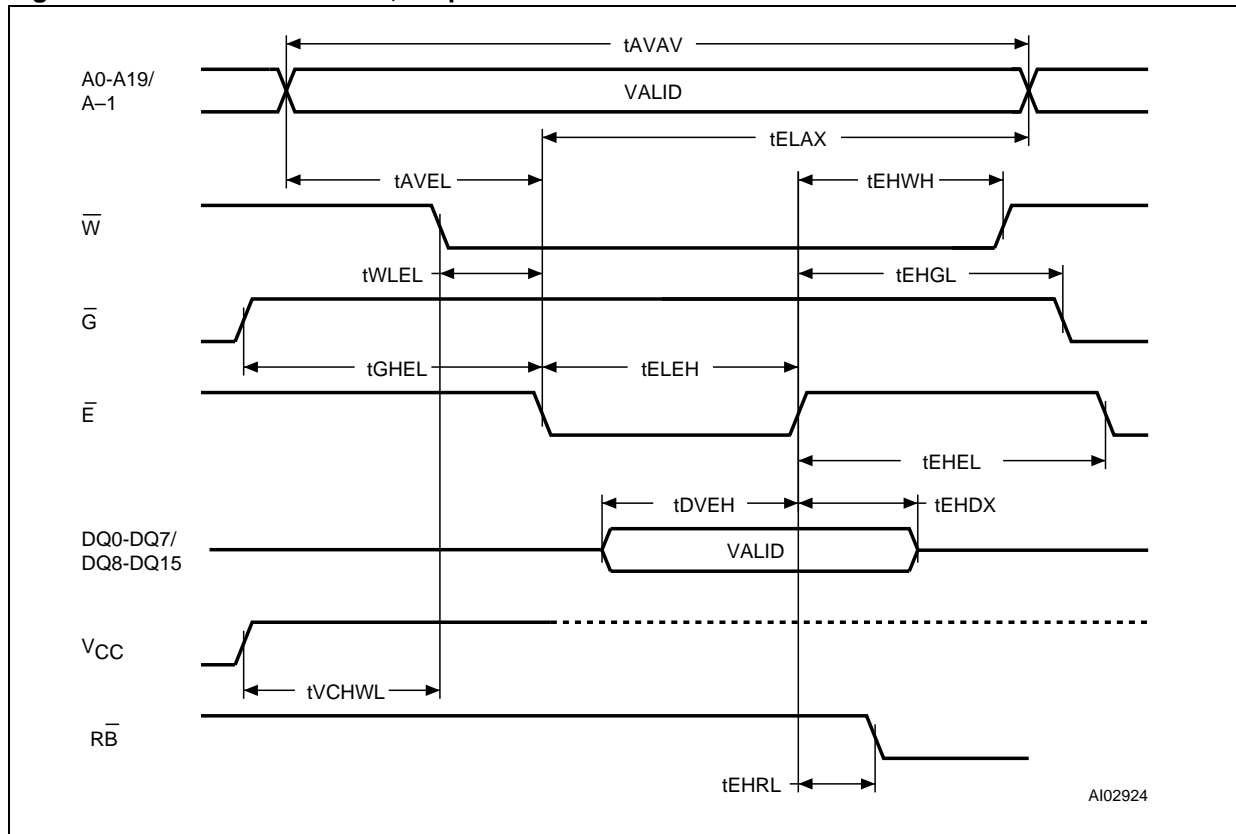 tAVAV
A0-A19/
A–1
VALID
tELAX
tAVEL
tEHWH
W̅
tWLEL
tEHGL
G̅
tGHEL
tELEH
E̅
tEHEL
tDVEH
tEHDX
DQ0-DQ7/
DQ8-DQ15
VALID
VCC
tVCHWL
RB̅
tEHRL
AI02924